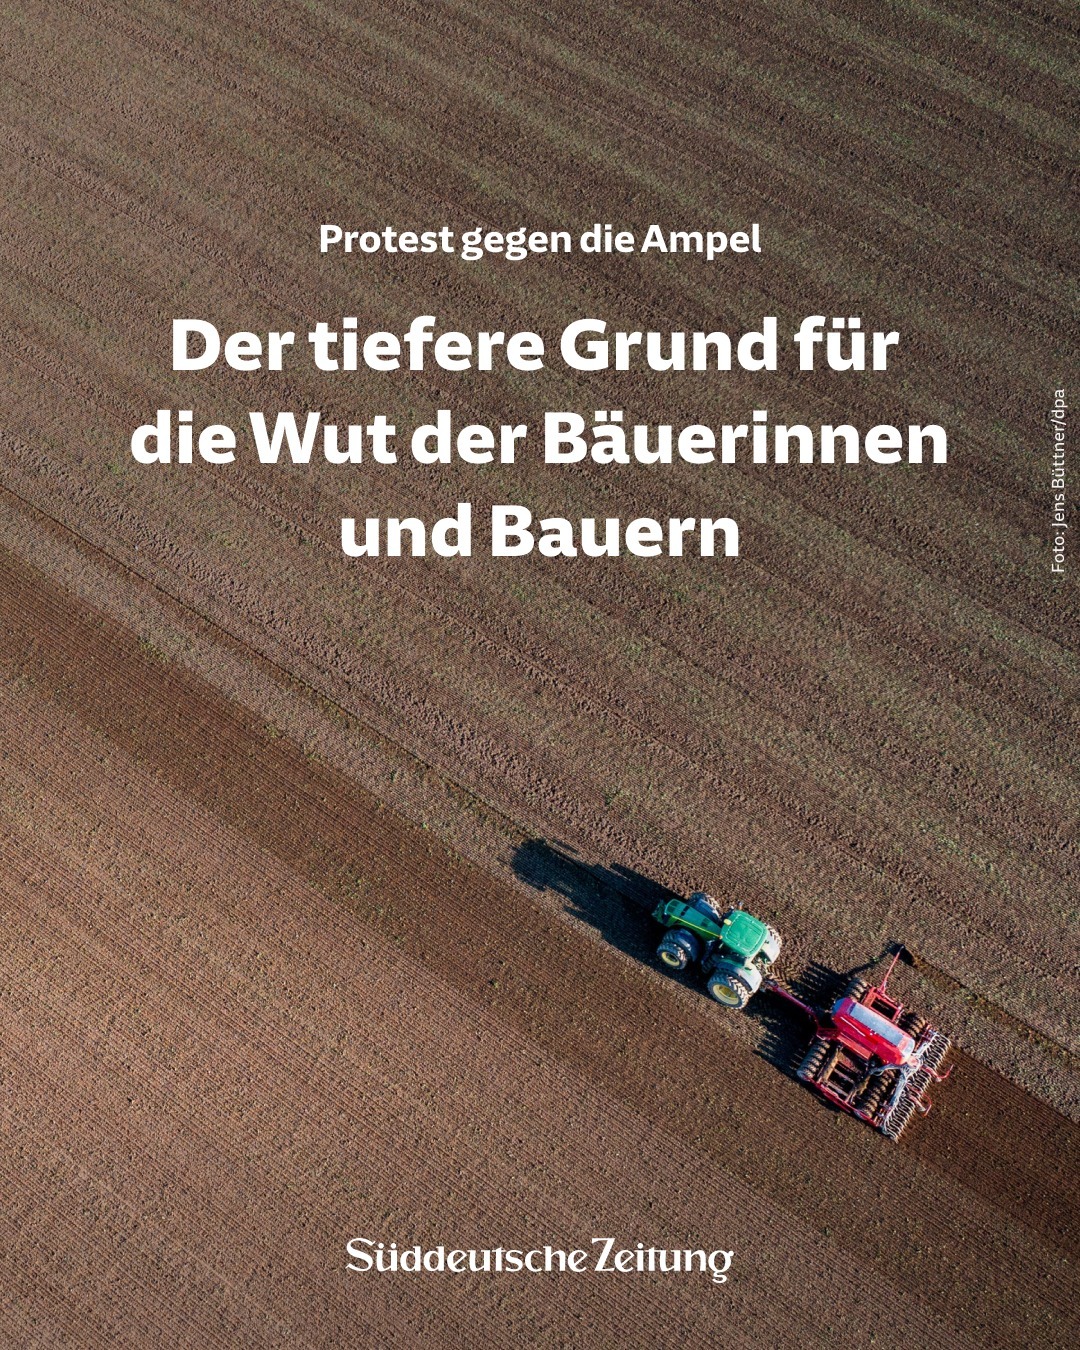 Protest gegen die Ampel
Der tiefere Grund für
die Wut der Bäuerinnen
und Bauern
Foto: Jens Büttner/dpa
Süddeutsche Zeitung